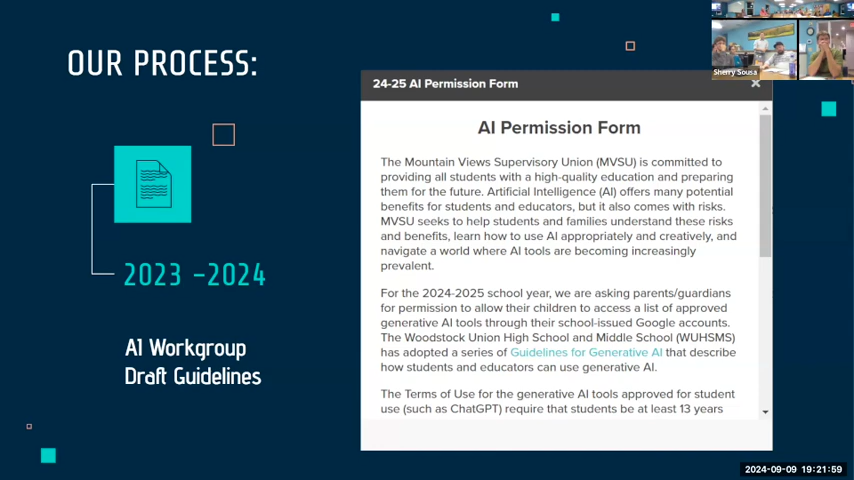 OUR PROCESS:
2023 -2024
AI Workgroup
Draft Guidelines
24-25 AI Permission Form
AI Permission Form
The Mountain Views Supervisory Union (MVSU) is committed to
providing all students with a high-quality education and preparing
them for the future. Artificial Intelligence (AI) offers many potential
benefits for students and educators, but it also comes with risks.
MVSU seeks to help students and families understand these risks
and benefits, learn how to use AI appropriately and creatively, and
navigate a world where AI tools are becoming increasingly
prevalent.
For the 2024-2025 school year, we are asking parents/guardians
for permission to allow their children to access a list of approved
generative AI tools through their school-issued Google accounts.
The Woodstock Union High School and Middle School (WUHSMS)
has adopted a series of Guidelines for Generative AI that describe
how students and educators can use generative AI.
The Terms of Use for the generative AI tools approved for student
use (such as ChatGPT) require that students be at least 13 years
Sherry Sousa
2024-09-09 19:21:59